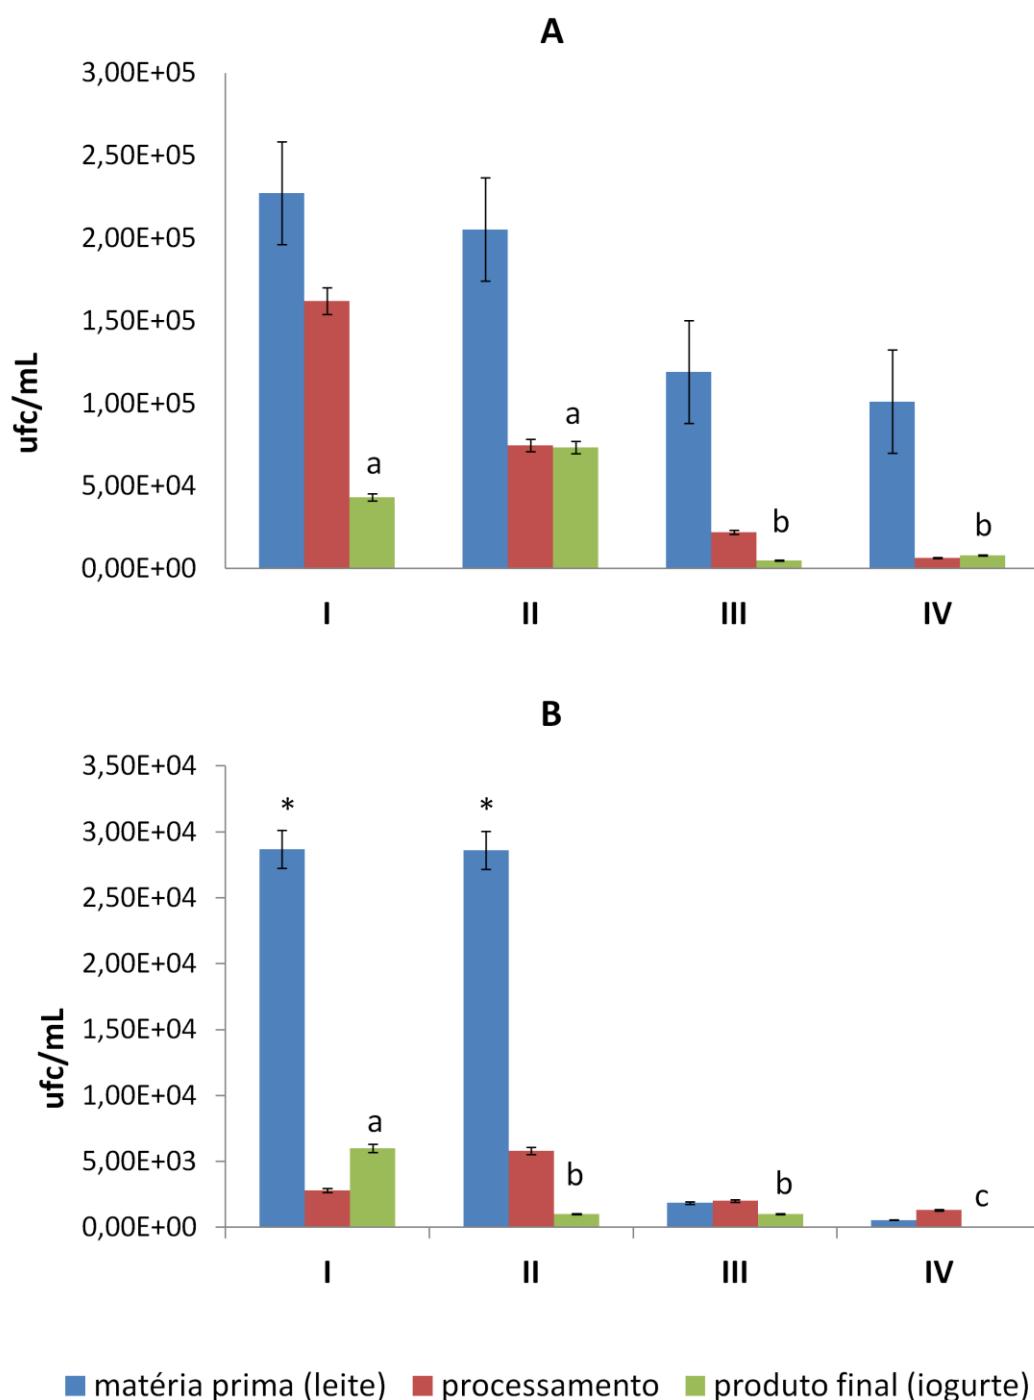 A
3,00E+05
2,50E+05
2,00E+05
1,50E+05
1,00E+05
5,00E+04
0,00E+00
ufc/mL
a
a
b
b
I II III IV
B
3,50E+04
3,00E+04
2,50E+04
2,00E+04
1,50E+04
1,00E+04
5,00E+03
0,00E+00
ufc/mL
*
*
a
b
b
c
I II III IV
matéria prima (leite) processamento produto final (iogurte)